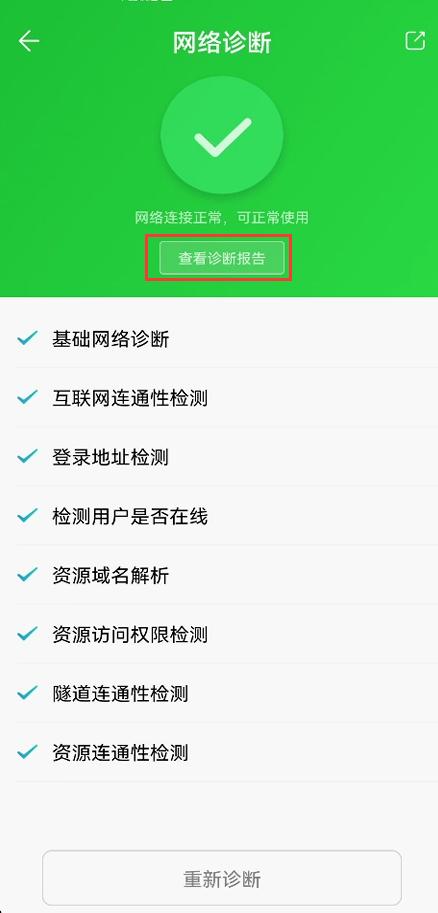 网络诊断
网络连接正常，可正常使用
查看诊断报告
基础网络诊断
互联网连通性检测
登录地址检测
检测用户是否在线
资源域名解析
资源访问权限检测
隧道连通性检测
资源连通性检测
重新诊断